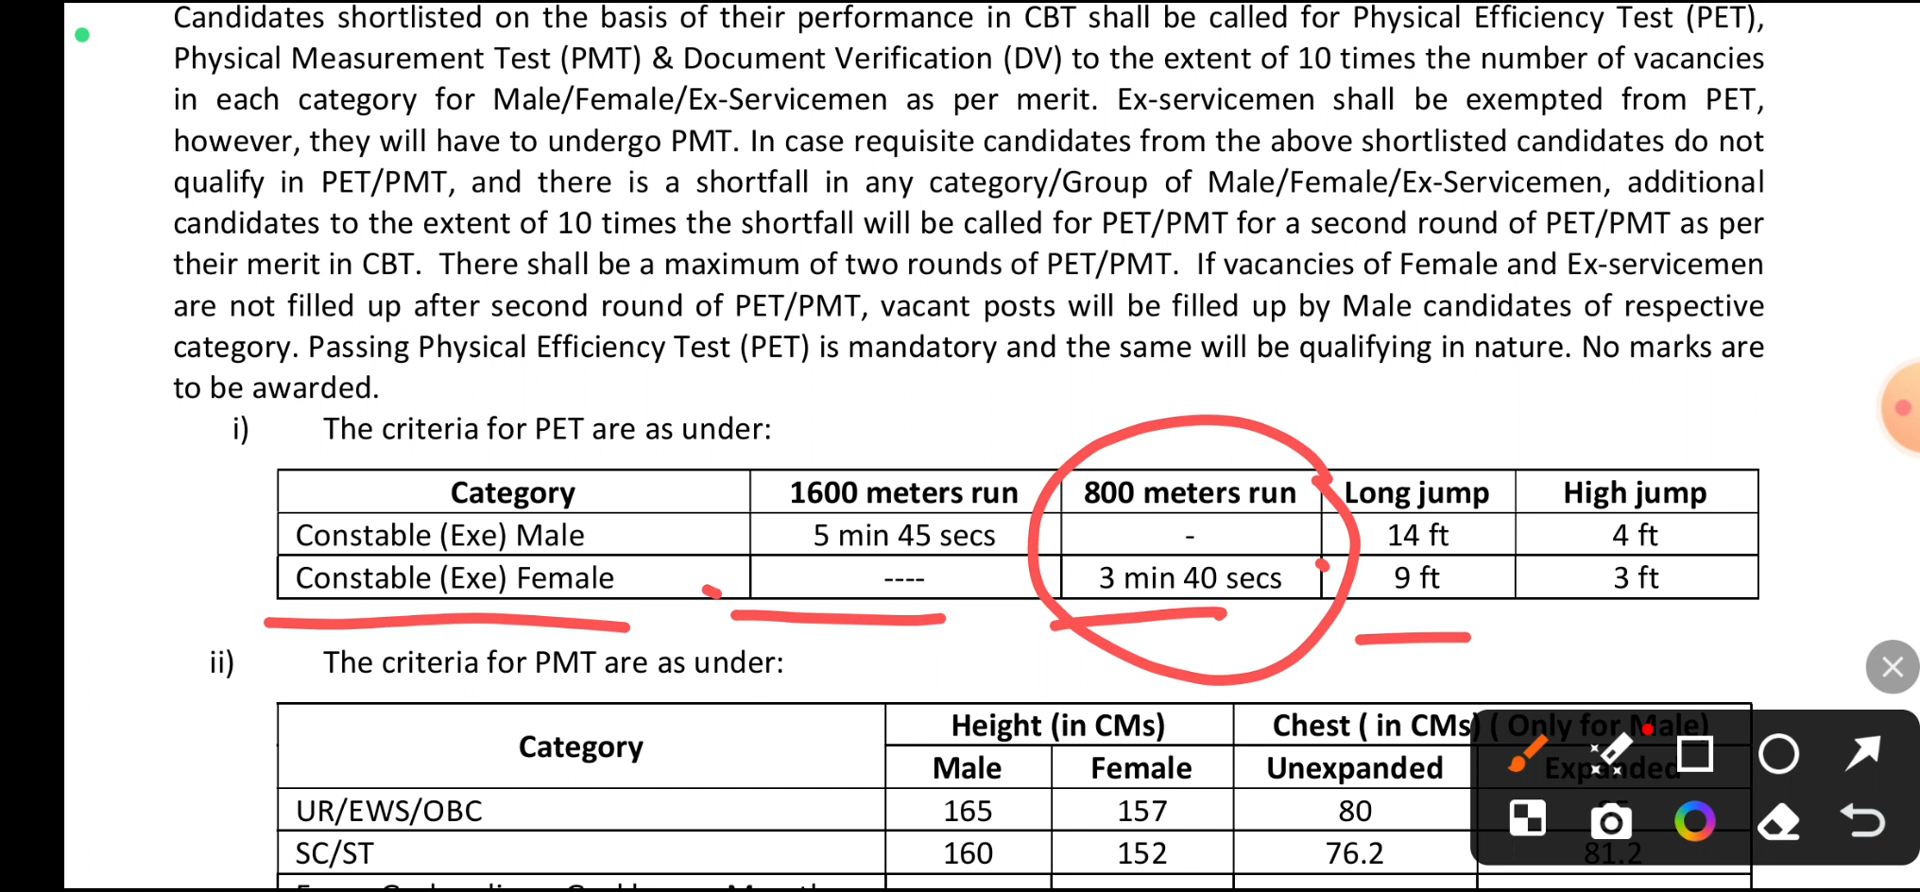 Candidates shortlisted on the basis of their performance in CBT shall be called for Physical Efficiency Test (PET),
Physical Measurement Test (PMT) & Document Verification (DV) to the extent of 10 times the number of vacancies
in each category for Male/Female/Ex-Servicemen as per merit. Ex-servicemen shall be exempted from PET,
however, they will have to undergo PMT. In case requisite candidates from the above shortlisted candidates do not
qualify in PET/PMT, and there is a shortfall in any category/Group of Male/Female/Ex-Servicemen, additional
candidates to the extent of 10 times the shortfall will be called for PET/PMT for a second round of PET/PMT as per
their merit in CBT. There shall be a maximum of two rounds of PET/PMT. If vacancies of Female and Ex-servicemen
are not filled up after second round of PET/PMT, vacant posts will be filled up by Male candidates of respective
category. Passing Physical Efficiency Test (PET) is mandatory and the same will be qualifying in nature. No marks are
to be awarded.
i) The criteria for PET are as under:
Category 1600 meters run 800 meters run Long jump High jump
Constable (Exe) Male 5 min 45 secs - 14 ft 4 ft
Constable (Exe) Female ---- 3 min 40 secs 9 ft 3 ft
ii) The criteria for PMT are as under:
Category Height (in CMs) Chest ( in CMs) ( Only for Male)
Male Female Unexpanded Expanded
UR/EWS/OBC 165 157 80
SC/ST 160 152 76.2 81.2